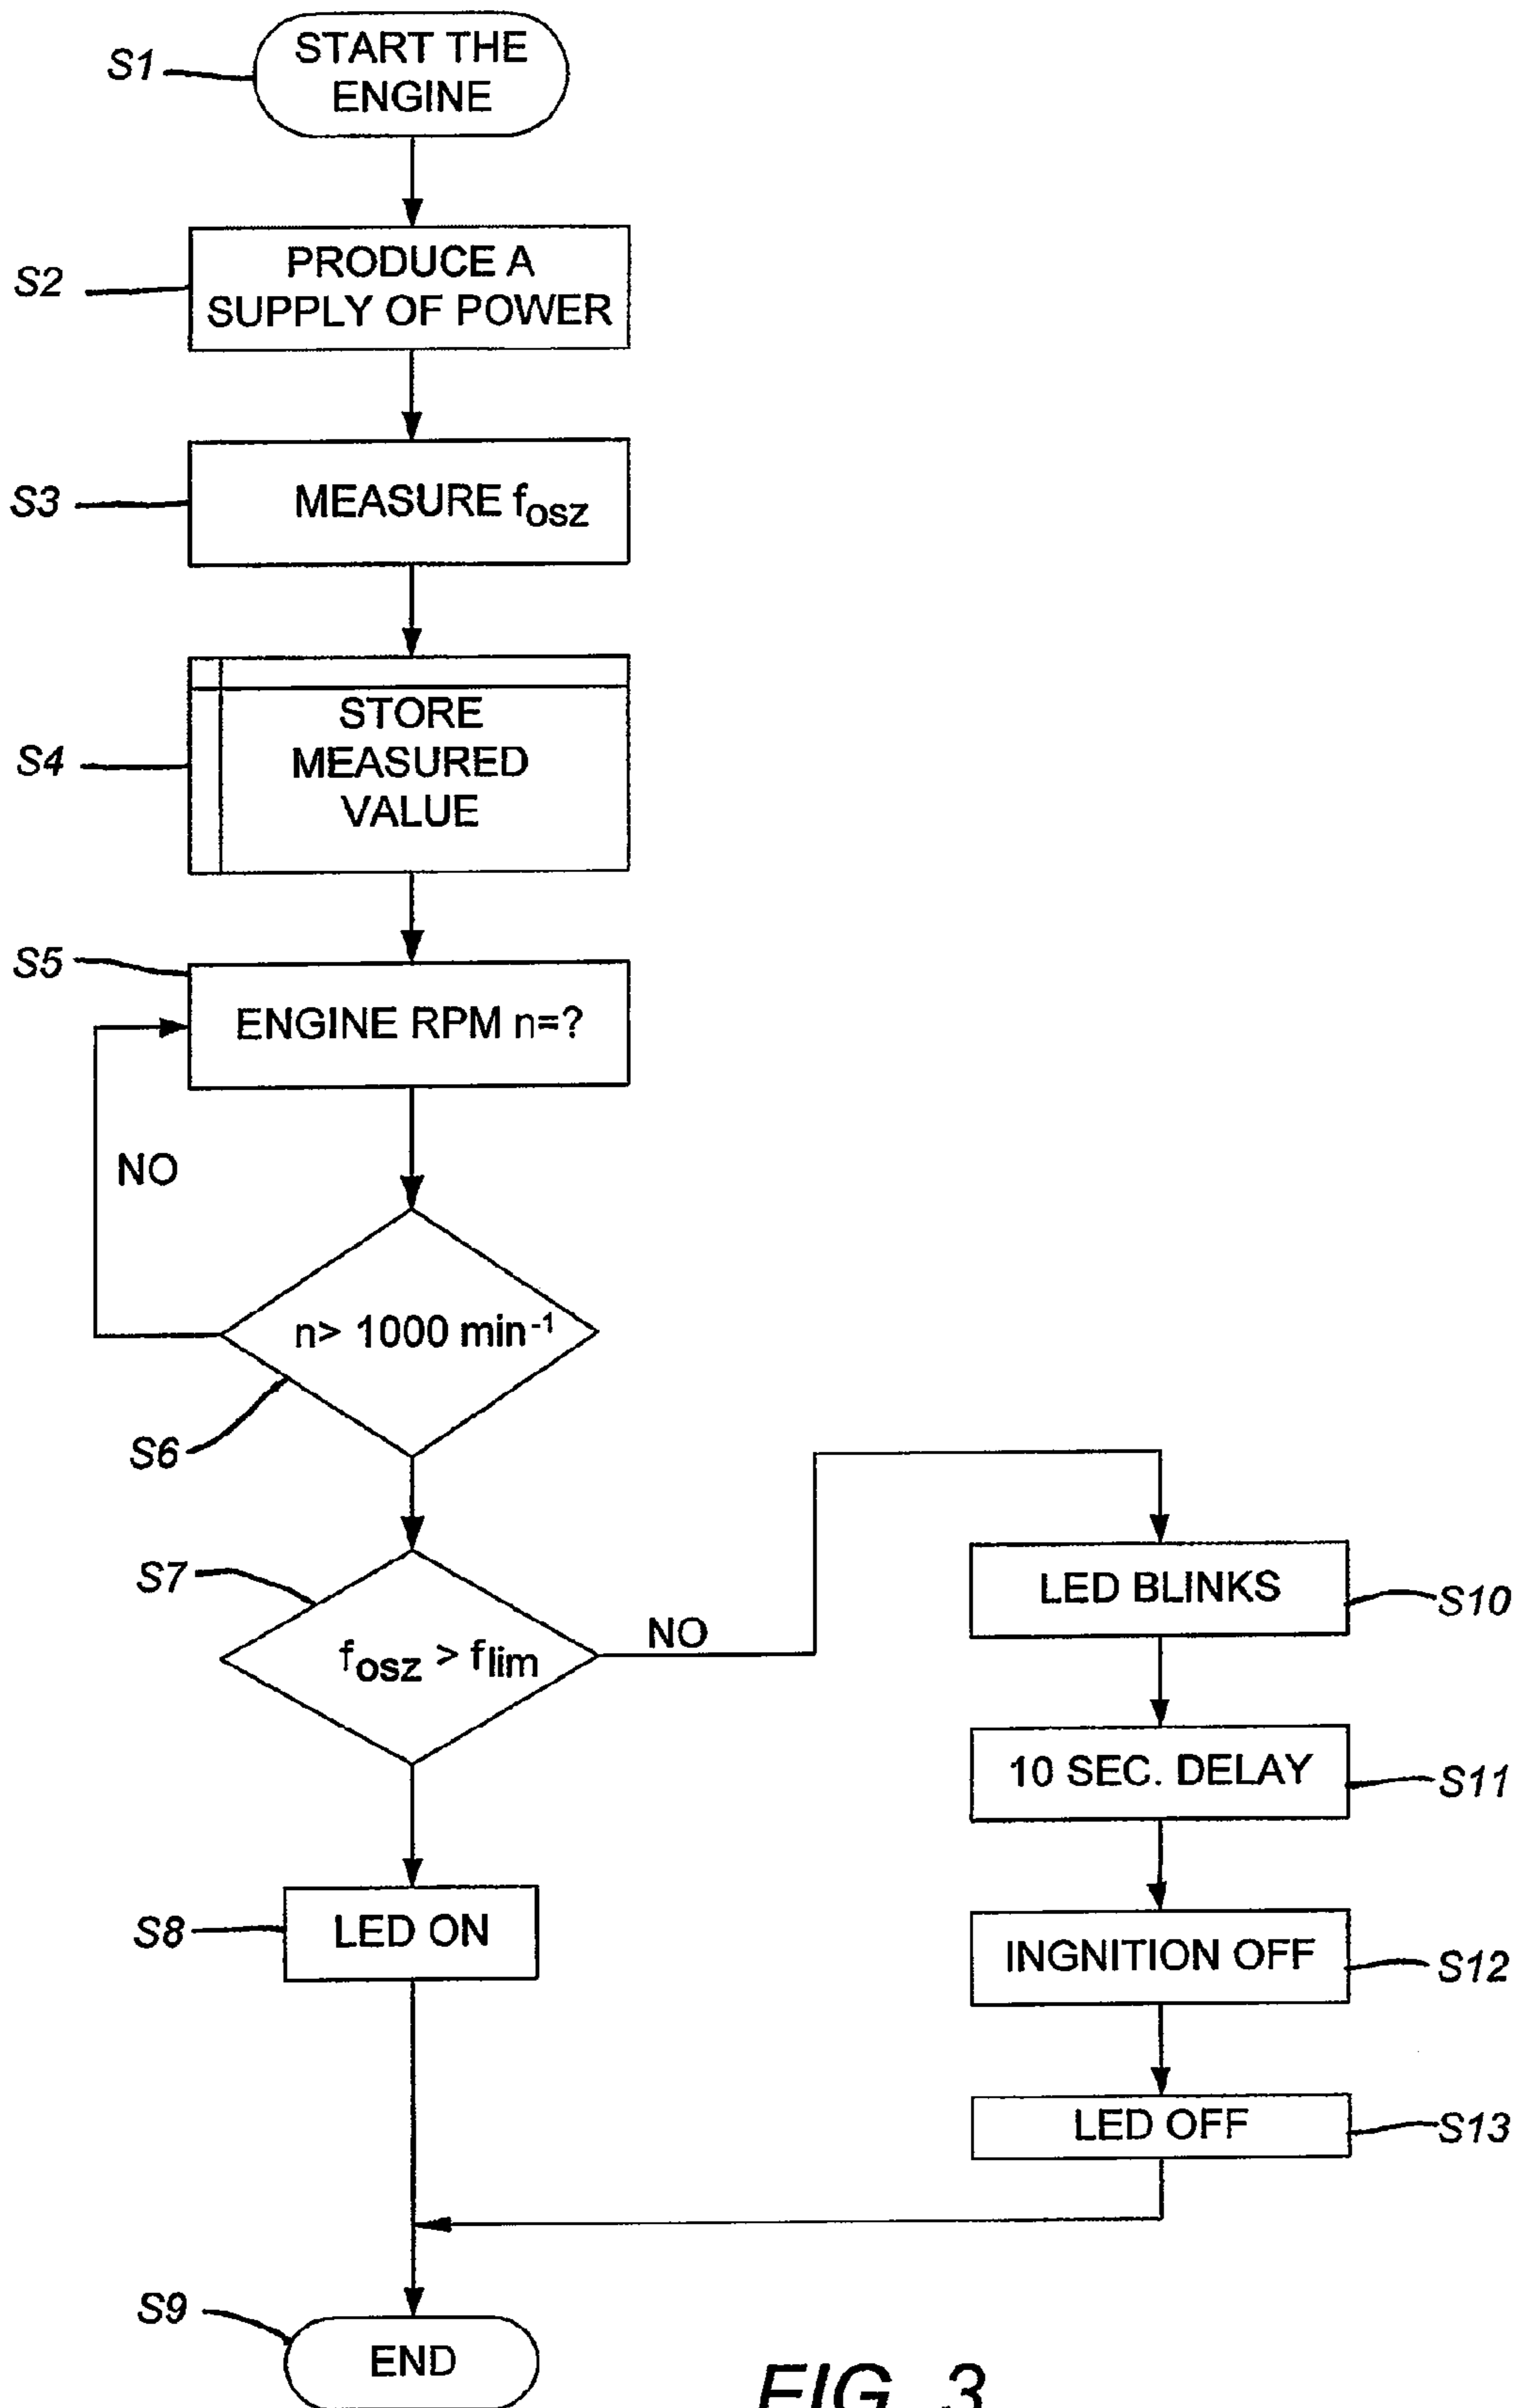 S1
START THE
ENGINE
S2
PRODUCE A
SUPPLY OF POWER
S3
MEASURE fosz
S4
STORE
MEASURED
VALUE
S5
ENGINE RPM n=?
NO
n> 1000 min-1
S6
S7
fosz > flim
NO
LED BLINKS
S10
10 SEC. DELAY
S11
S8
LED ON
INGNITION OFF
S12
LED OFF
S13
S9
END
FIG. 3